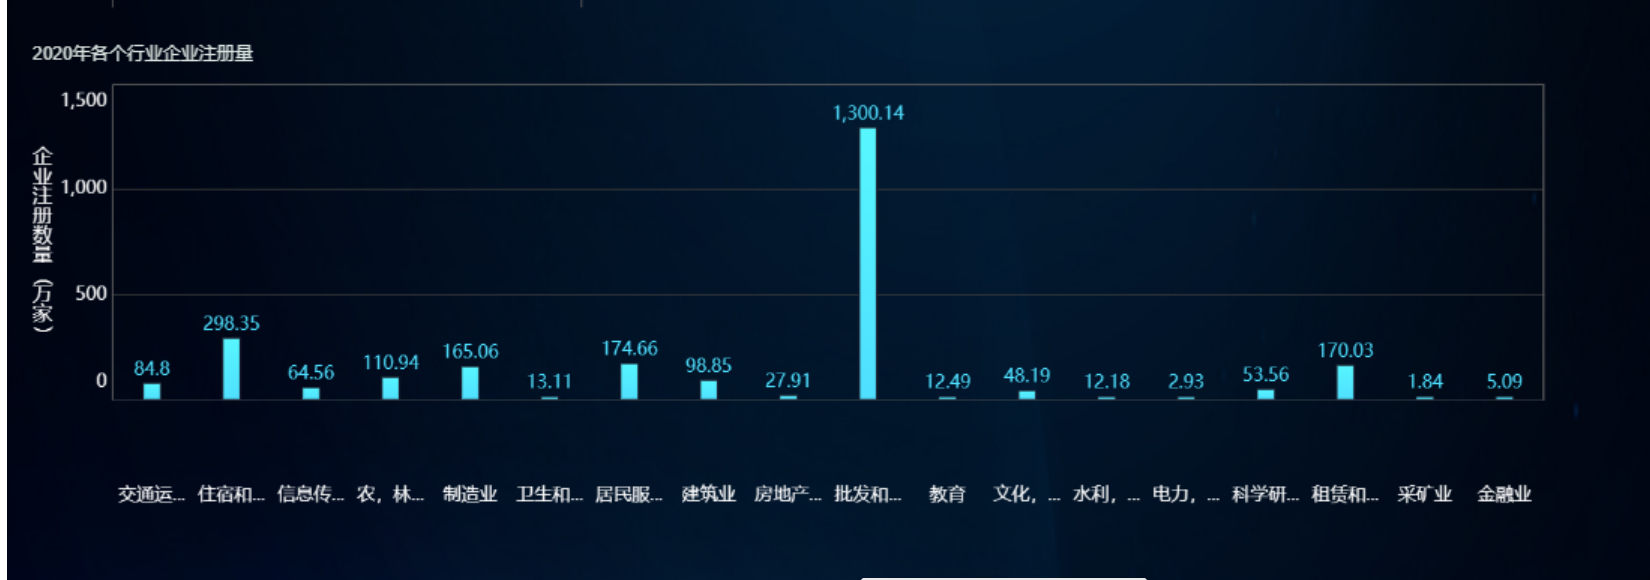 2020年各个行业企业注册量
企业注册数量（万家）
1,500
1,000
500
0
84.8
298.35
64.56
110.94
165.06
13.11
174.66
98.85
27.91
1,300.14
12.49
48.19
12.18
2.93
53.56
170.03
1.84
5.09
交通运...
住宿和...
信息传...
农，林...
制造业
卫生和...
居民服...
建筑业
房地产...
批发和...
教育
文化，...
水利，...
电力，...
科学研...
租赁和...
采矿业
金融业